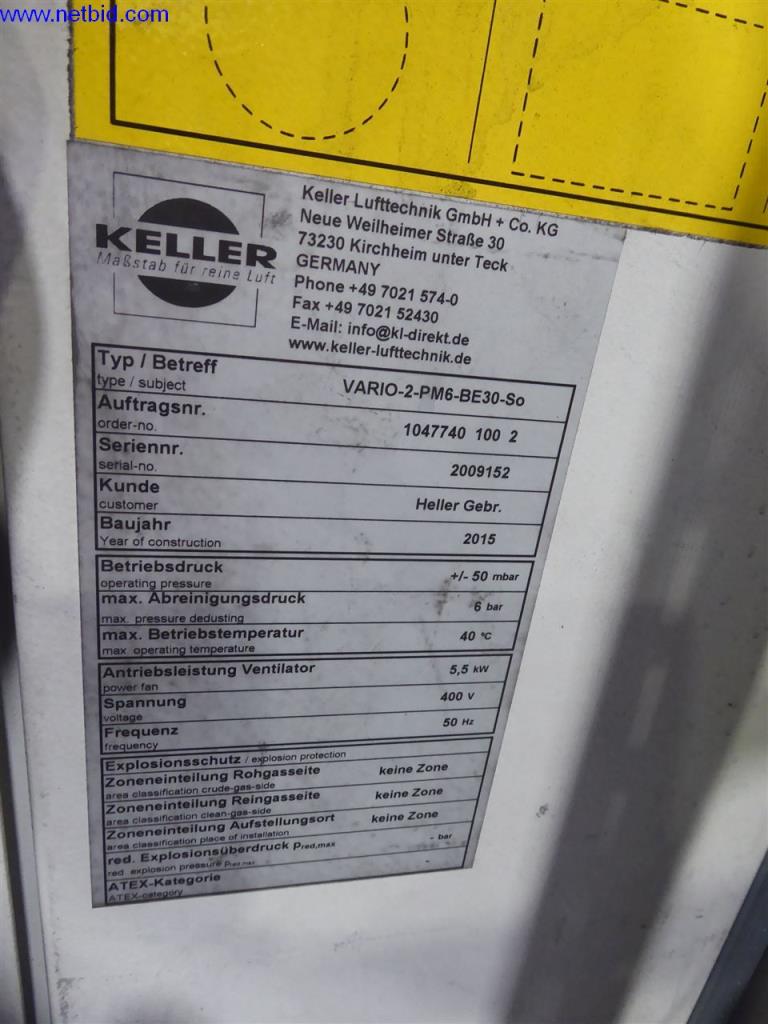 www.netbid.com
KELLER
Maßstab für reine Luft
Keller Lufttechnik GmbH + Co. KG
Neue Weilheimer Straße 30
73230 Kirchheim unter Teck
GERMANY
Phone +49 7021 574-0
Fax +49 7021 52430
E-Mail: info@kl-direkt.de
www.keller-lufttechnik.de
Typ / Betreff
type / subject
VARIO-2-PM6-BE30-So
Auftragsnr.
order-no.
1047740 100 2
Seriennr.
serial-no.
2009152
Kunde
customer
Heller Gebr.
Baujahr
Year of construction
2015
Betriebsdruck
operating pressure
+/- 50 mbar
max. Abreinigungsdruck
max. pressure dedusting
6 bar
max. Betriebstemperatur
max. operating temperature
40 °C
Antriebsleistung Ventilator
power fan
5,5 kW
Spannung
voltage
400 V
Frequenz
frequency
50 Hz
Explosionsschutz / explosion protection
Zoneneinteilung Rohgasseite
area classification crude-gas-side
keine Zone
Zoneneinteilung Reingasseite
area classification clean-gas-side
keine Zone
Zoneneinteilung Aufstellungsort
area classification place of installation
keine Zone
red. Explosionsüberdruck pred,max
red. explosion pressure pred,max
- bar
ATEX-Kategorie
ATEX-category